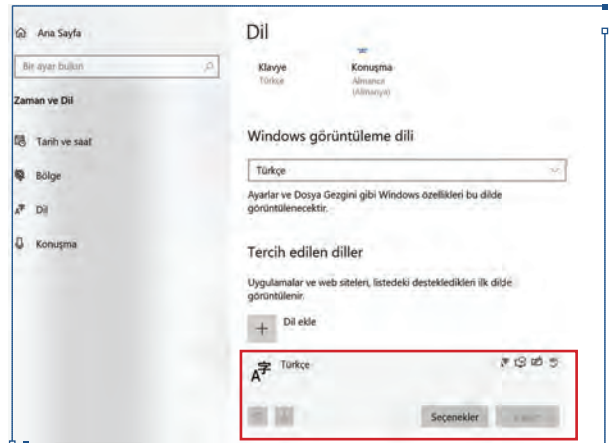 Ana Sayfa
Bir ayar bulun
Zaman ve Dil
Tarih ve saat
Bölge
Dil
Konuşma
Dil
Klavye
Türkçe
Konuşma
Almanca
(Almanya)
Windows görüntüleme dili
Türkçe
Ayarlar ve Dosya Gezgini gibi Windows özellikleri bu dilde
görüntülenecektir.
Tercih edilen diller
Uygulamalar ve web siteleri, listedeki destekledikleri ilk dilde
görüntülenir.
Dil ekle
Türkçe
Seçenekler